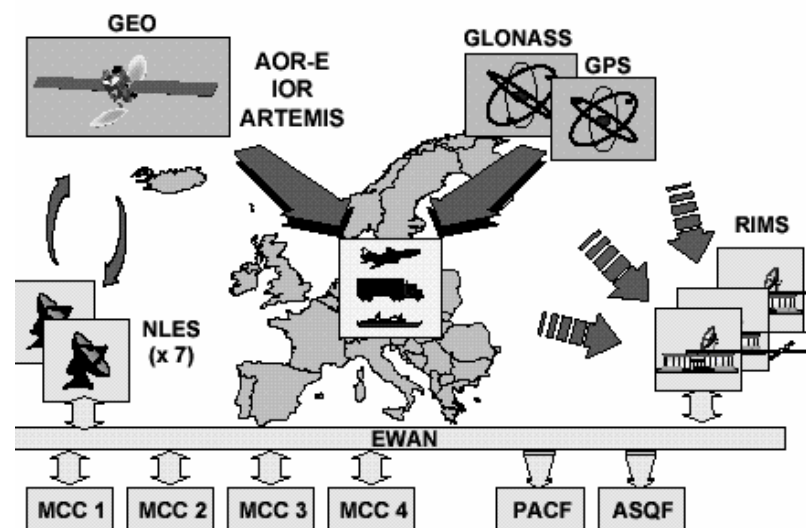 GEO
AOR-E
IOR
ARTEMIS
GLONASS
GPS
RIMS
NLES
(x 7)
EWAN
MCC 1
MCC 2
MCC 3
MCC 4
PACF
ASQF